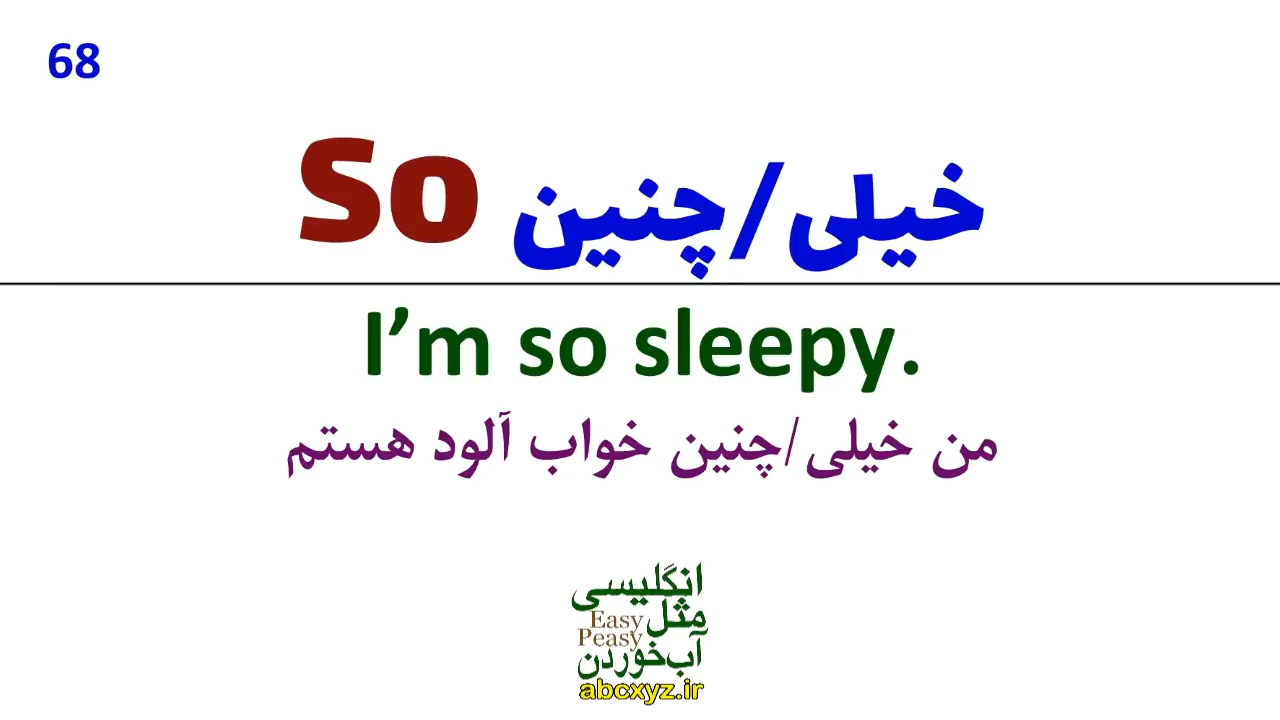 68
So خیلی/چنین
I’m so sleepy.
من خیلی/چنین خواب آلود هستم
انگلیسی
مثل Easy
Peasy
آب‌خوردن
abcxyz.ir